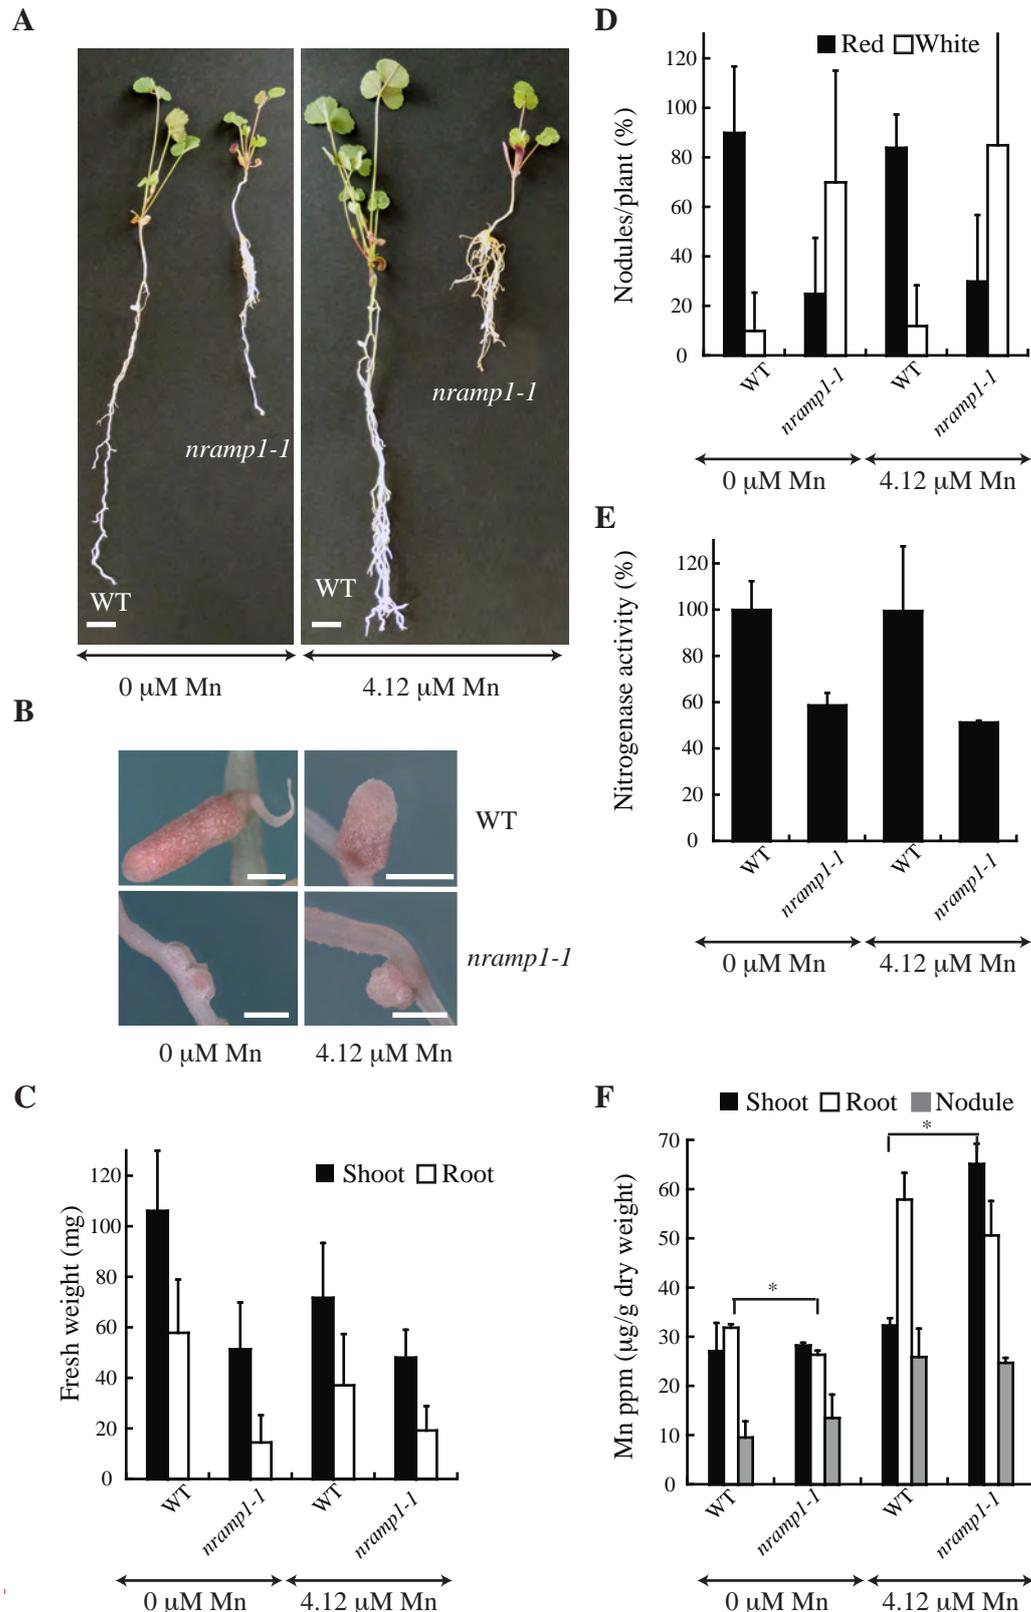 A
nramp1-1
nramp1-1
WT
WT
0 μM Mn
4.12 μM Mn
B
WT
nramp1-1
0 μM Mn
4.12 μM Mn
C
Shoot
Root
Fresh weight (mg)
120
100
80
60
40
20
0
WT
nramp1-1
WT
nramp1-1
0 μM Mn
4.12 μM Mn
D
Red
White
Nodules/plant (%)
120
100
80
60
40
20
0
WT
nramp1-1
WT
nramp1-1
0 μM Mn
4.12 μM Mn
E
Nitrogenase activity (%)
120
100
80
60
40
20
0
WT
nramp1-1
WT
nramp1-1
0 μM Mn
4.12 μM Mn
F
Shoot
Root
Nodule
Mn ppm (μg/g dry weight)
70
60
50
40
30
20
10
0
*
*
WT
nramp1-1
WT
nramp1-1
0 μM Mn
4.12 μM Mn